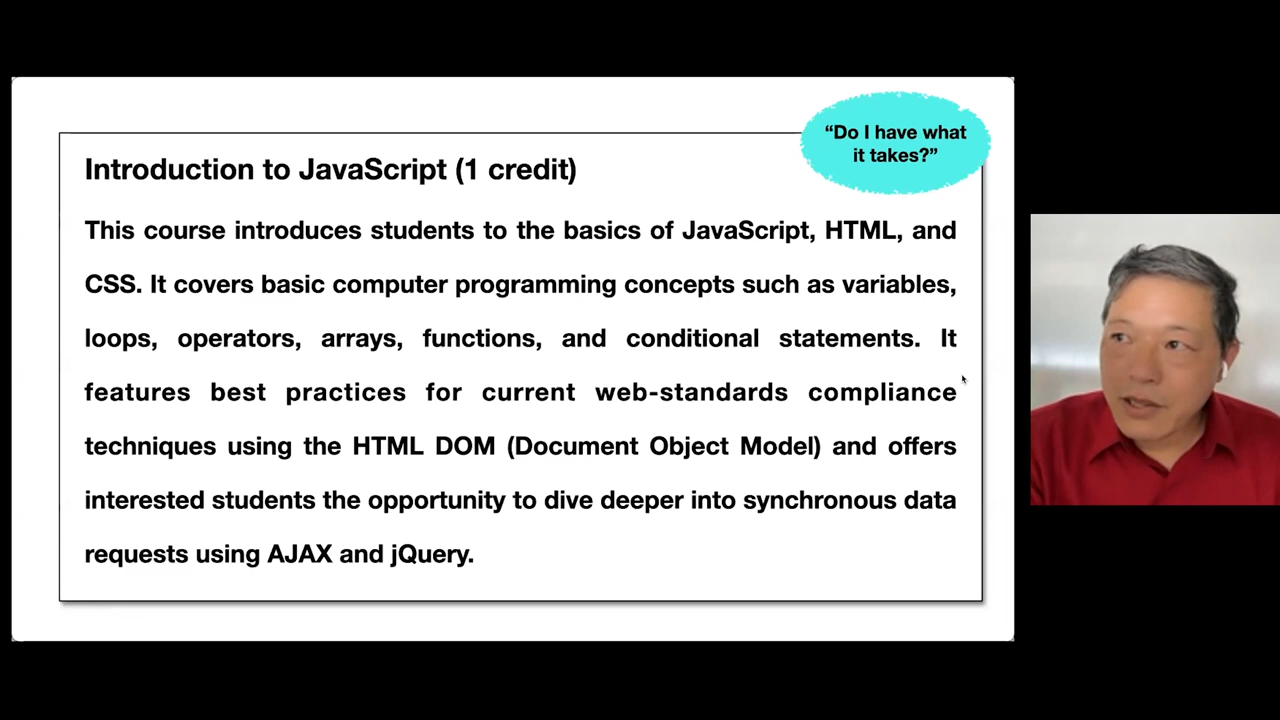 “Do I have what
it takes?”
Introduction to JavaScript (1 credit)
This course introduces students to the basics of JavaScript, HTML, and
CSS. It covers basic computer programming concepts such as variables,
loops, operators, arrays, functions, and conditional statements. It
features best practices for current web-standards compliance
techniques using the HTML DOM (Document Object Model) and offers
interested students the opportunity to dive deeper into synchronous data
requests using AJAX and jQuery.